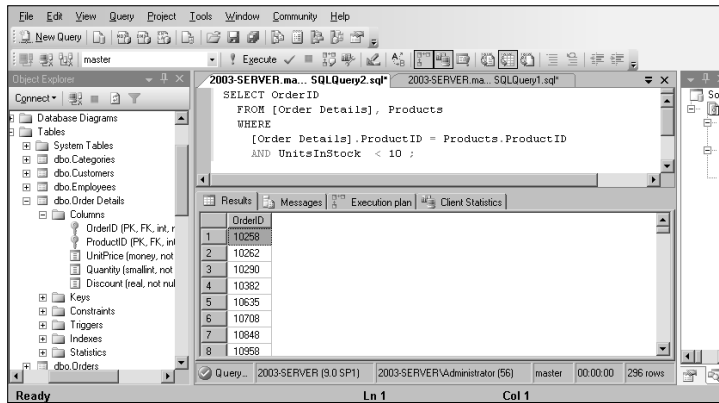 File Edit View Query Project Tools Window Community Help
New Query
master Execute
Object Explorer
Connect
Database Diagrams
Tables
System Tables
dbo.Categories
dbo.Customers
dbo.Employees
dbo.Order Details
Columns
OrderID (PK, FK, int, r
ProductID (PK, FK, int
UnitPrice (money, not
Quantity (smallint, not
Discount (real, not nul
Keys
Constraints
Triggers
Indexes
Statistics
dbo.Orders
2003-SERVER.ma... SQLQuery2.sql* 2003-SERVER.ma... SQLQuery1.sql*
SELECT OrderID
FROM [Order Details], Products
WHERE
[Order Details].ProductID = Products.ProductID
AND UnitsInStock < 10 ;
Results Messages Execution plan Client Statistics
OrderID
1 10258
2 10262
3 10290
4 10382
5 10635
6 10708
7 10848
8 10958
Query... 2003-SERVER (9.0 SP1) 2003-SERVER\Administrator (56) master 00:00:00 296 rows
So
Ready Ln 1 Col 1